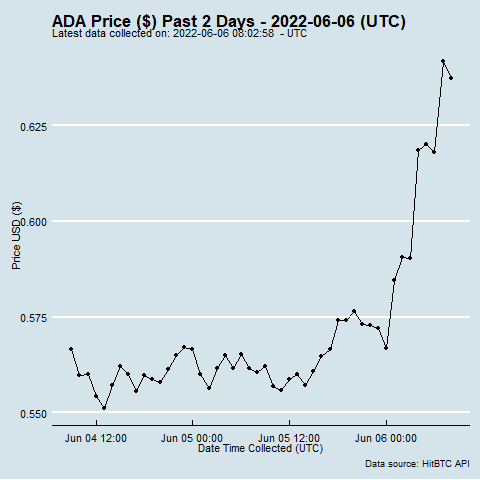 ADA Price ($) Past 2 Days - 2022-06-06 (UTC)
Latest data collected on: 2022-06-06 08:02:58  - UTC
Price USD ($)
0.625
0.600
0.575
0.550
Jun 04 12:00
Jun 05 00:00
Jun 05 12:00
Jun 06 00:00
Date Time Collected (UTC)
Data source: HitBTC API